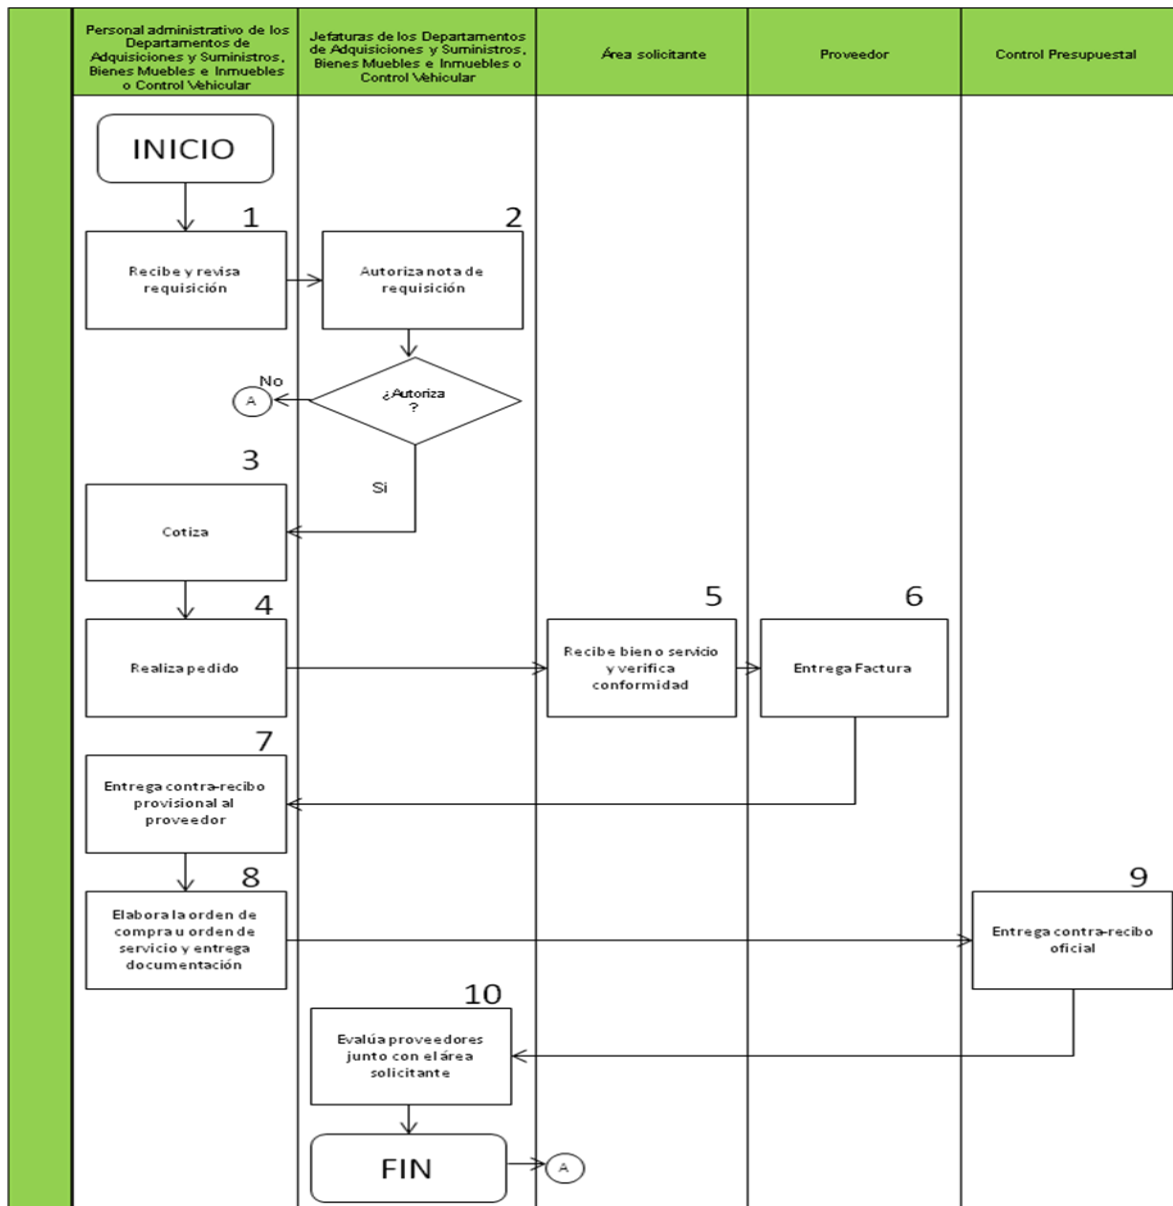 Personal administrativo de los
Departamentos de
Adquisiciones y Suministros,
Bienes Muebles e Inmuebles
o Control Vehicular
Jefaturas de los Departamentos
de Adquisiciones y Suministros,
Bienes Muebles e Inmuebles o
Control Vehicular
Área solicitante
Proveedor
Control Presupuestal
INICIO
1
Recibe y revisa
requisición
2
Autoriza nota de
requisición
¿Autoriza
?
No
A
Si
3
Cotiza
4
Realiza pedido
5
Recibe bien o servicio
y verifica
conformidad
6
Entrega Factura
7
Entrega contra-recibo
provisional al
proveedor
8
Elabora la orden de
compra u orden de
servicio y entrega
documentación
9
Entrega contra-recibo
oficial
10
Evalúa proveedores
junto con el área
solicitante
FIN
A